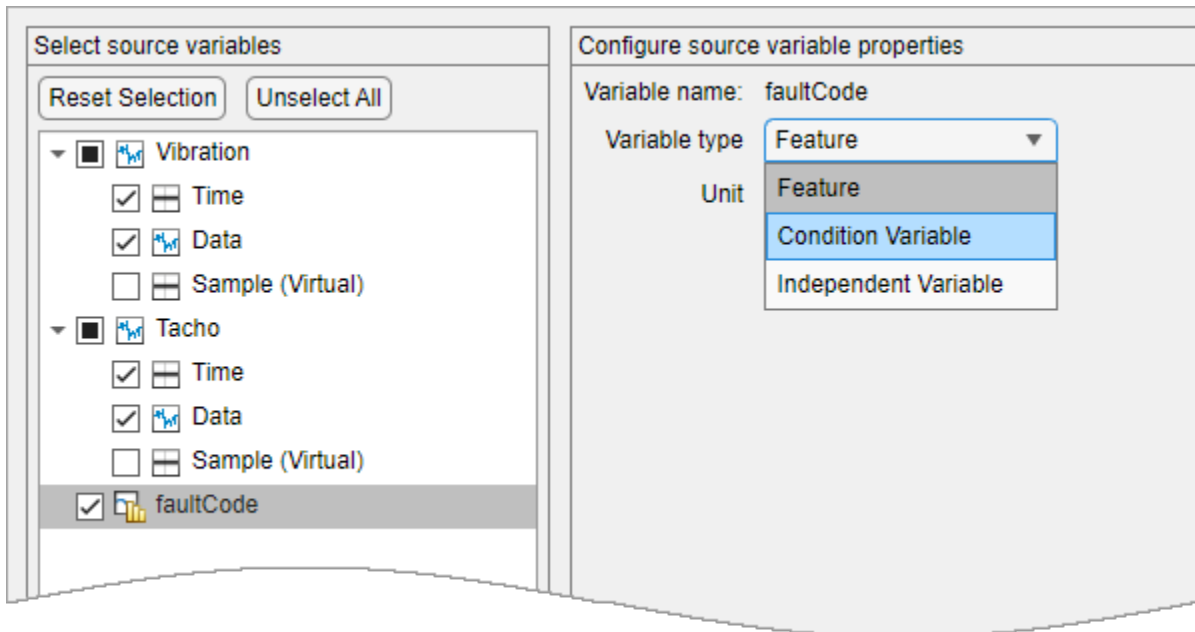 Select source variables
Reset Selection
Unselect All
Vibration
Time
Data
Sample (Virtual)
Tacho
Time
Data
Sample (Virtual)
faultCode
Configure source variable properties
Variable name: faultCode
Variable type Feature
Unit Feature
Condition Variable
Independent Variable